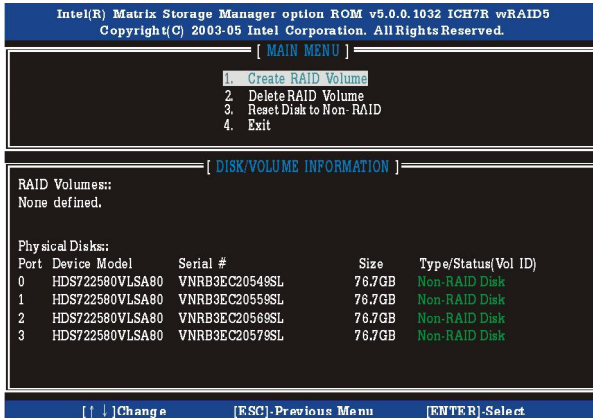 Intel(R) Matrix Storage Manager option ROM v5.0.0.1032 ICH7R wRAID5
Copyright(C) 2003-05 Intel Corporation. All Rights Reserved.
[ MAIN MENU ]
1. Create RAID Volume
2. Delete RAID Volume
3. Reset Disk to Non-RAID
4. Exit
[ DISK/VOLUME INFORMATION ]
RAID Volumes::
None defined.
Physical Disks::
Port Device Model Serial # Size Type/Status(Vol ID)
0 HDS722580VLSA80 VNRB3EC20549SL 76.7GB Non-RAID Disk
1 HDS722580VLSA80 VNRB3EC20559SL 76.7GB Non-RAID Disk
2 HDS722580VLSA80 VNRB3EC20569SL 76.7GB Non-RAID Disk
3 HDS722580VLSA80 VNRB3EC20579SL 76.7GB Non-RAID Disk
[↑↓]Change [ESC]-Previous Menu [ENTER]-Select